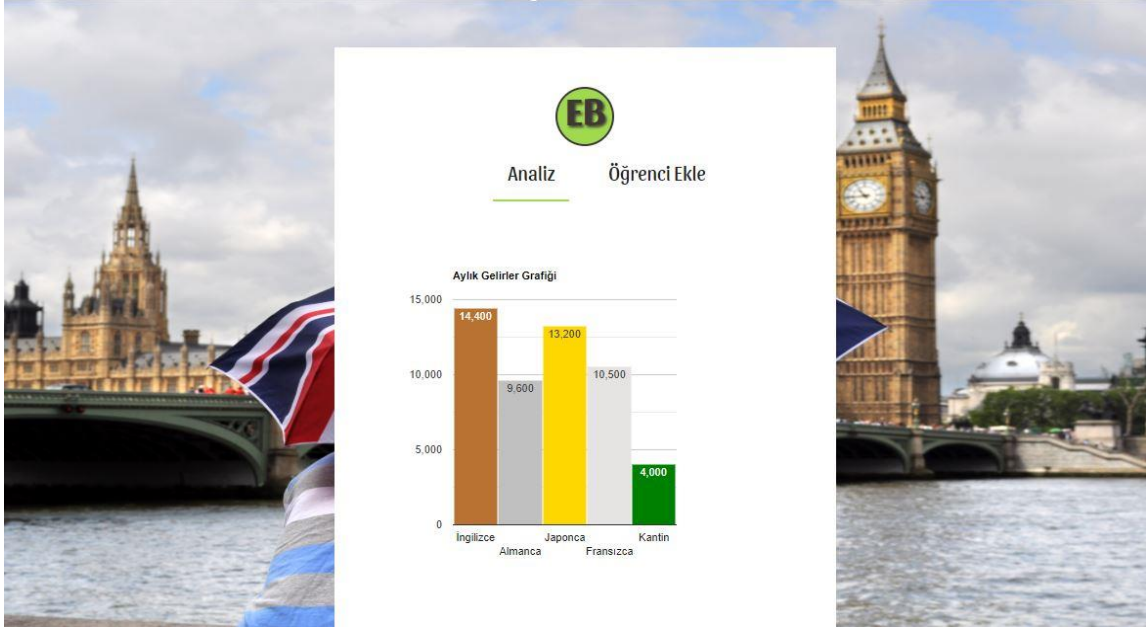 EB
Analiz Öğrenci Ekle
Aylık Gelirler Grafiği
15,000
14,400
13,200
10,000
10,500
9,600
5,000
4,000
0
İngilizce Japonca Kantin
Almanca Fransızca